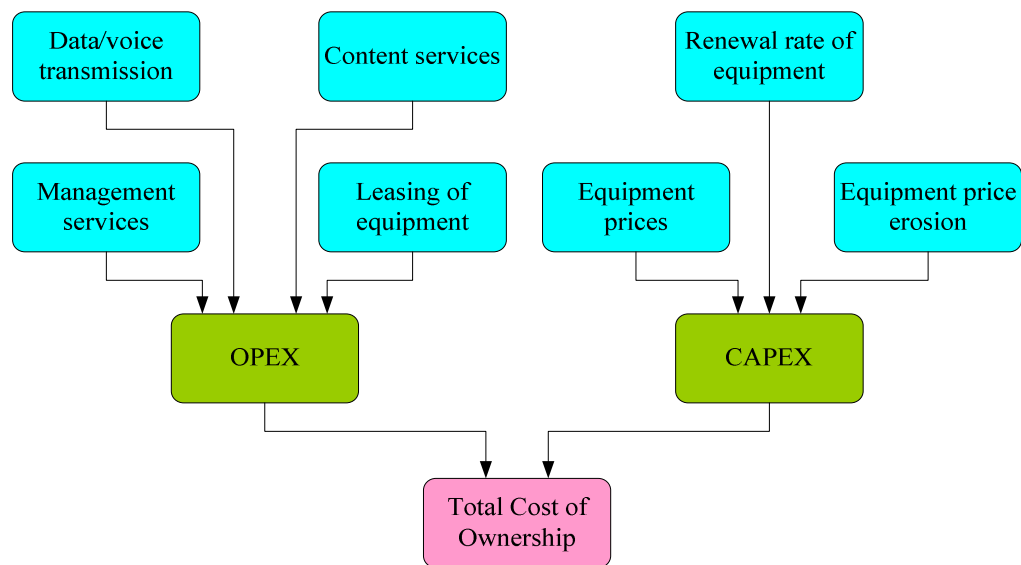 Data/voice
transmission
Content services
Renewal rate of
equipment
Management
services
Leasing of
equipment
Equipment
prices
Equipment price
erosion
OPEX
CAPEX
Total Cost of
Ownership